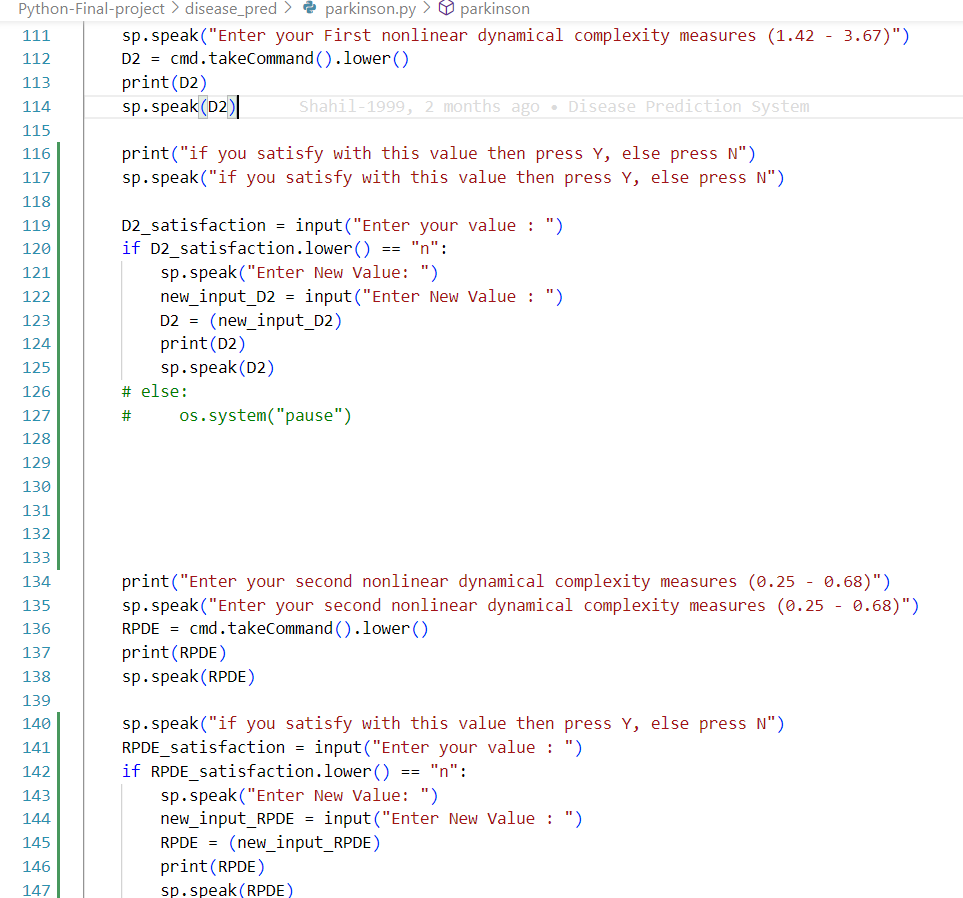 Python-Final-project > disease_pred > parkinson.py > parkinson
111 sp.speak("Enter your First nonlinear dynamical complexity measures (1.42 - 3.67)")
112 D2 = cmd.takeCommand().lower()
113 print(D2)
114 sp.speak(D2) Shahil-1999, 2 months ago • Disease Prediction System
115
116 print("if you satisfy with this value then press Y, else press N")
117 sp.speak("if you satisfy with this value then press Y, else press N")
118
119 D2_satisfaction = input("Enter your value : ")
120 if D2_satisfaction.lower() == "n":
121 sp.speak("Enter New Value: ")
122 new_input_D2 = input("Enter New Value : ")
123 D2 = (new_input_D2)
124 print(D2)
125 sp.speak(D2)
126 # else:
127 # os.system("pause")
128
129
130
131
132
133
134 print("Enter your second nonlinear dynamical complexity measures (0.25 - 0.68)")
135 sp.speak("Enter your second nonlinear dynamical complexity measures (0.25 - 0.68)")
136 RPDE = cmd.takeCommand().lower()
137 print(RPDE)
138 sp.speak(RPDE)
139
140 sp.speak("if you satisfy with this value then press Y, else press N")
141 RPDE_satisfaction = input("Enter your value : ")
142 if RPDE_satisfaction.lower() == "n":
143 sp.speak("Enter New Value: ")
144 new_input_RPDE = input("Enter New Value : ")
145 RPDE = (new_input_RPDE)
146 print(RPDE)
147 sp.speak(RPDE)